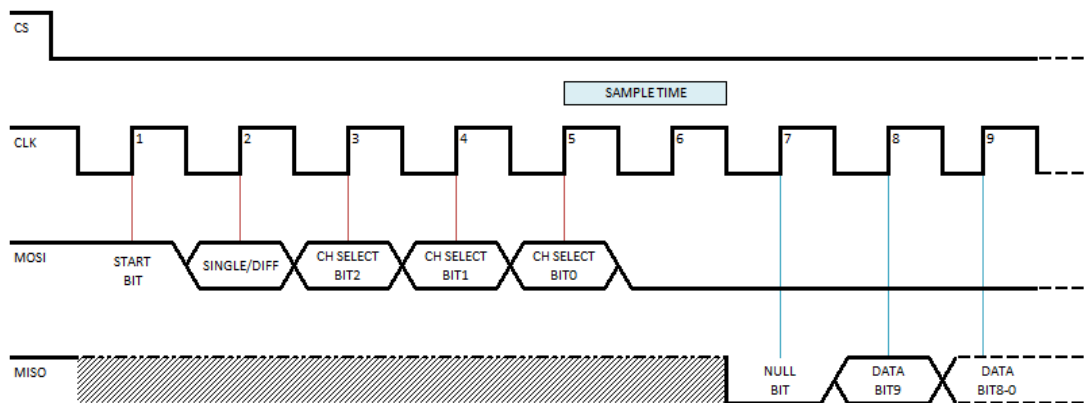 CS
SAMPLE TIME
CLK
1
2
3
4
5
6
7
8
9
MOSI
START
BIT
SINGLE/DIFF
CH SELECT
BIT2
CH SELECT
BIT1
CH SELECT
BIT0
MISO
NULL
BIT
DATA
BIT9
DATA
BIT8-0